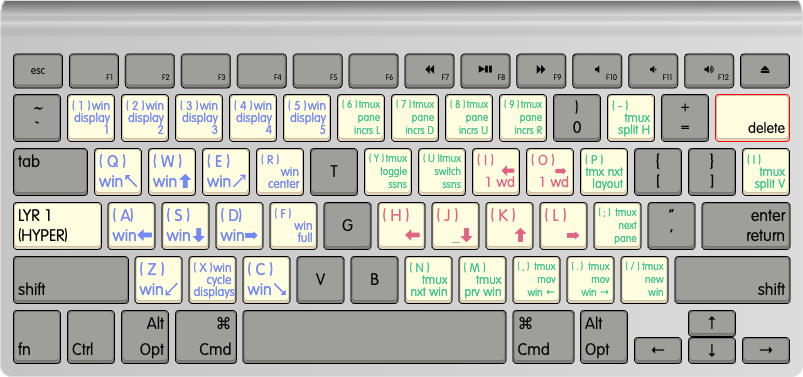 esc F1 F2 F3 F4 F5 F6 F7 F8 F9 F10 F11 F12
~ (1)win (2)win (3)win (4)win (5)win (6)tmux (7)tmux (8)tmux (9)tmux ) (-) +
display display display display display pane pane pane pane tmux
` 1 2 3 4 5 incrs L incrs D incrs U incrs R 0 split H = delete
tab (Q) (W) (E) (R) T (Y)tmux (U)tmux (I) ⬅ (O) ➡ (P) { } (I)
win↖ win⬆ win↗ win toggle switch 1 wd 1 wd tmx nxt [ ] tmux
center ssns ssns layout split V
LYR 1 (A) (S) (D) (F) G (H) (J) (K) (L) (;) tmux " enter
(HYPER) win⬅ win⬇ win➡ win ⬅ _⬇ ⬆ ➡ next ' return
full pane
(Z) (X)win (C) V B (N) (M) (,) tmux (.) tmux (/)tmux
shift win↙ cycle win↘ tmux tmux mov mov new shift
displays nxt win prv win win ← win → win
Alt ⌘ ⌘ Alt ↑
fn Ctrl Opt Cmd Cmd Opt ← ↓ →